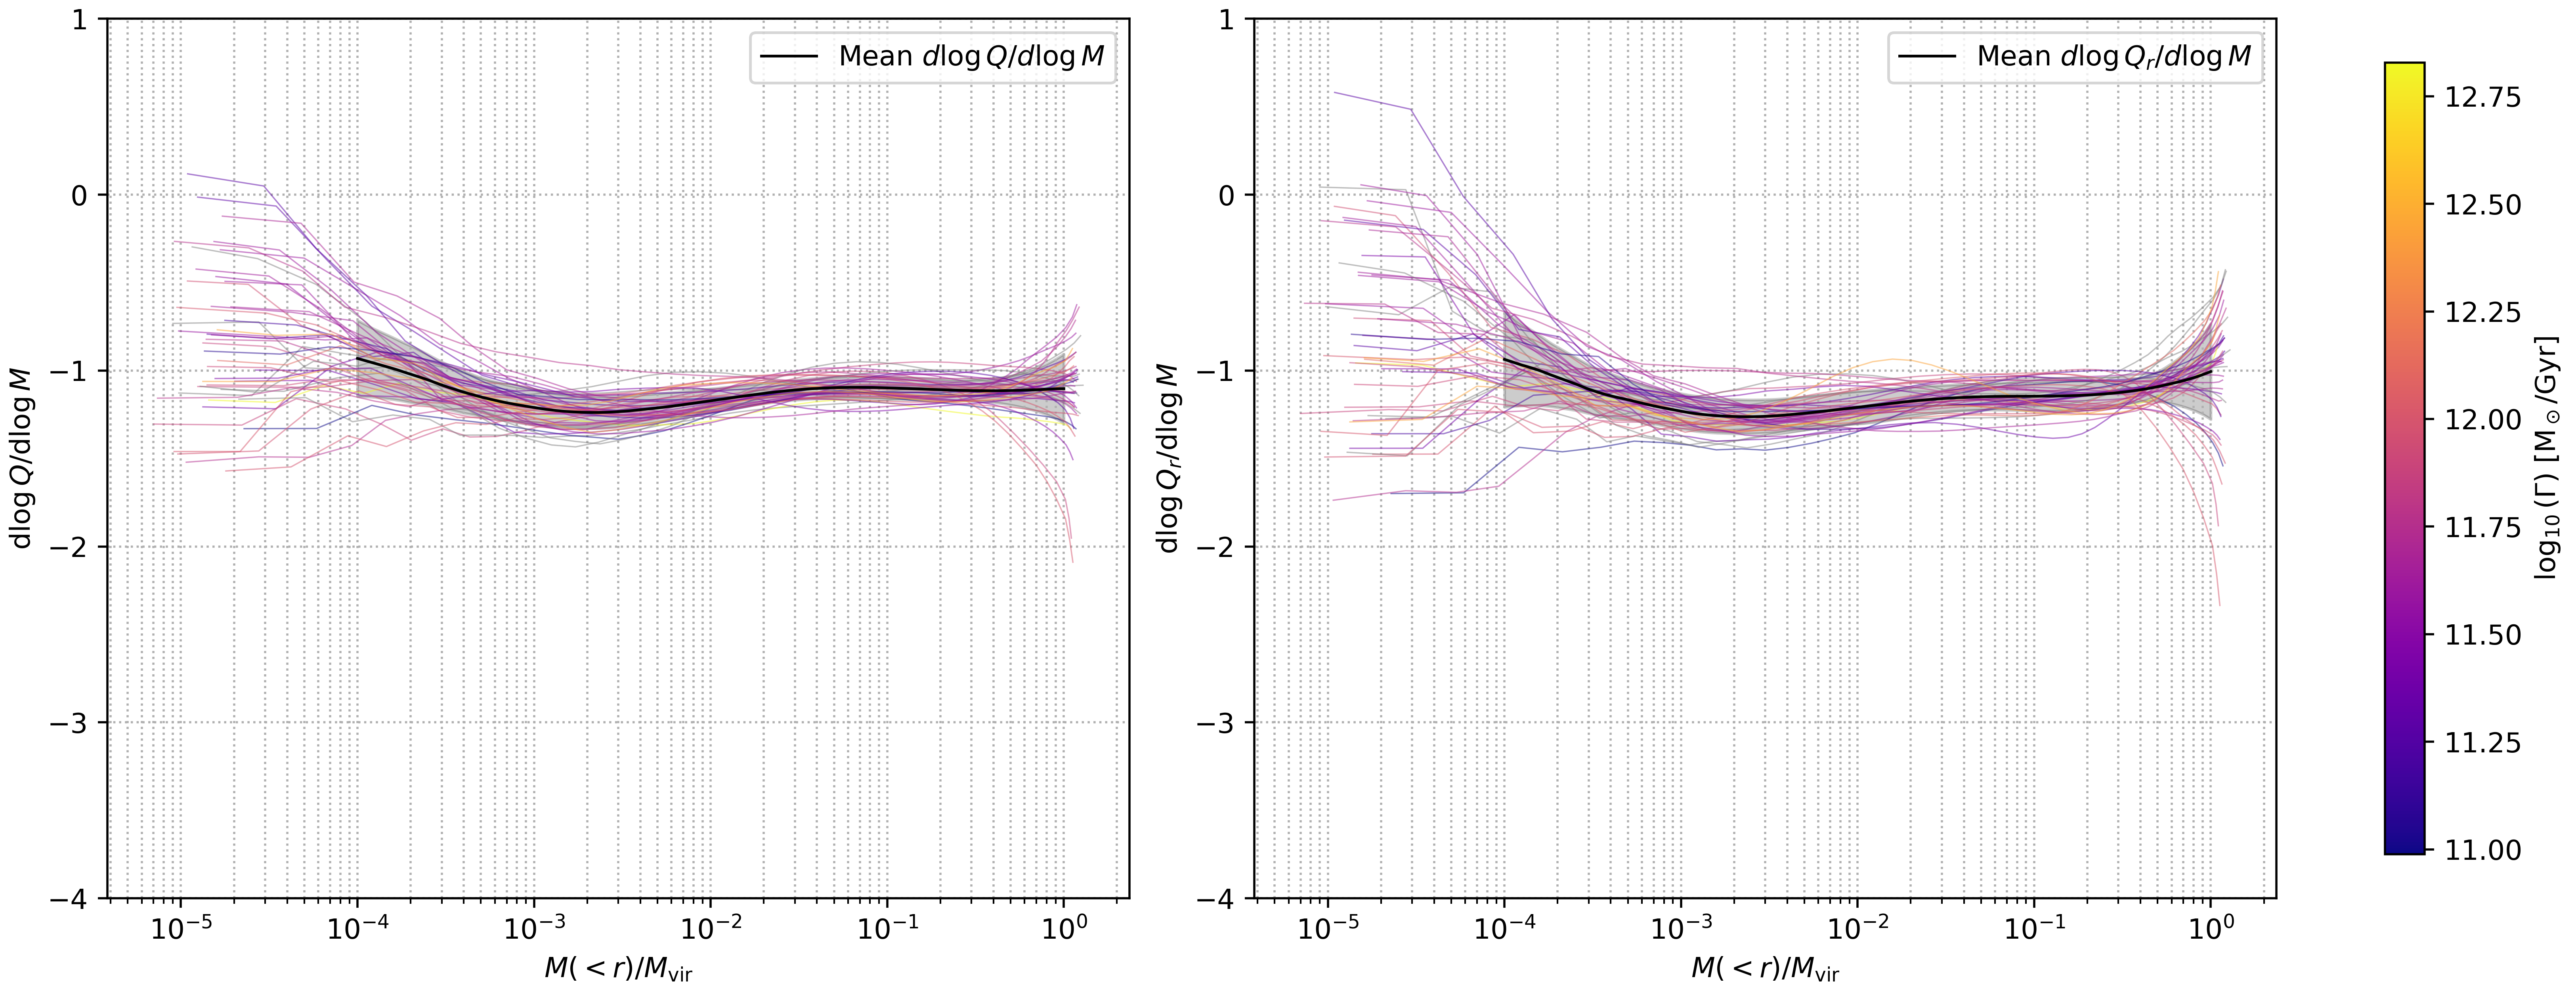 Mean dlog Q/dlog M
1
0
−1
−2
−3
−4
dlog Q/dlog M
10⁻⁵ 10⁻⁴ 10⁻³ 10⁻² 10⁻¹ 10⁰
M(< r)/M_vir
Mean dlog Q_r/dlog M
1
0
−1
−2
−3
−4
dlog Q_r/dlog M
10⁻⁵ 10⁻⁴ 10⁻³ 10⁻² 10⁻¹ 10⁰
M(< r)/M_vir
12.75
12.50
12.25
12.00
11.75
11.50
11.25
11.00
log₁₀(Γ) [M⊙/Gyr]